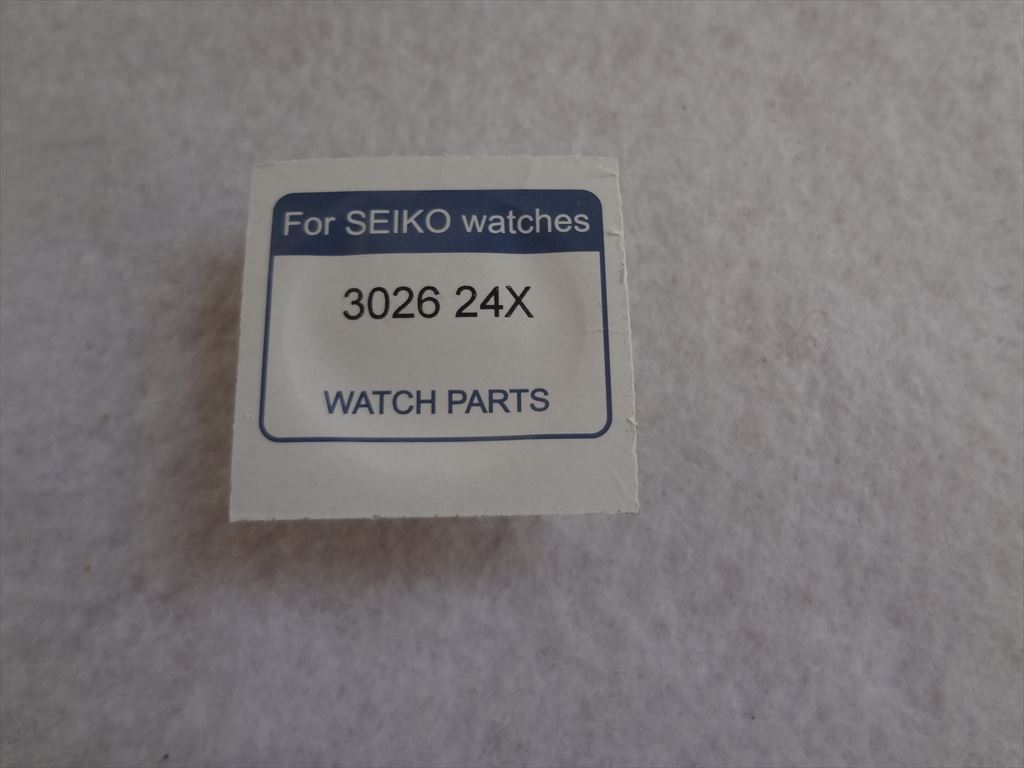 For SEIKO watches
3026 24X
WATCH PARTS